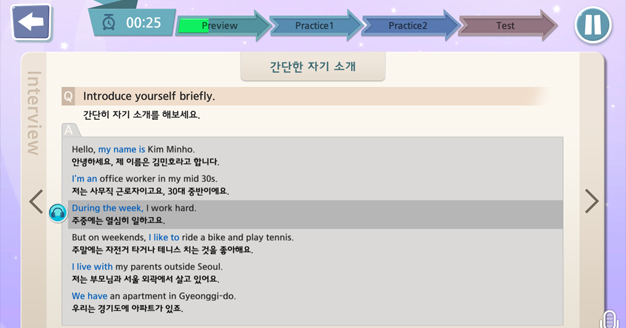 00:25
Preview
Practice1
Practice2
Test
간단한 자기 소개
Interview
Q Introduce yourself briefly.
간단히 자기 소개를 해보세요.
A
Hello, my name is Kim Minho.
안녕하세요, 제 이름은 김민호라고 합니다.
I'm an office worker in my mid 30s.
저는 사무직 근로자이고요, 30대 중반이에요.
During the week, I work hard.
주중에는 열심히 일하고요.
But on weekends, I like to ride a bike and play tennis.
주말에는 자전거 타거나 테니스 치는 것을 좋아해요.
I live with my parents outside Seoul.
저는 부모님과 서울 외곽에서 살고 있어요.
We have an apartment in Gyeonggi-do.
우리는 경기도에 아파트가 있죠.